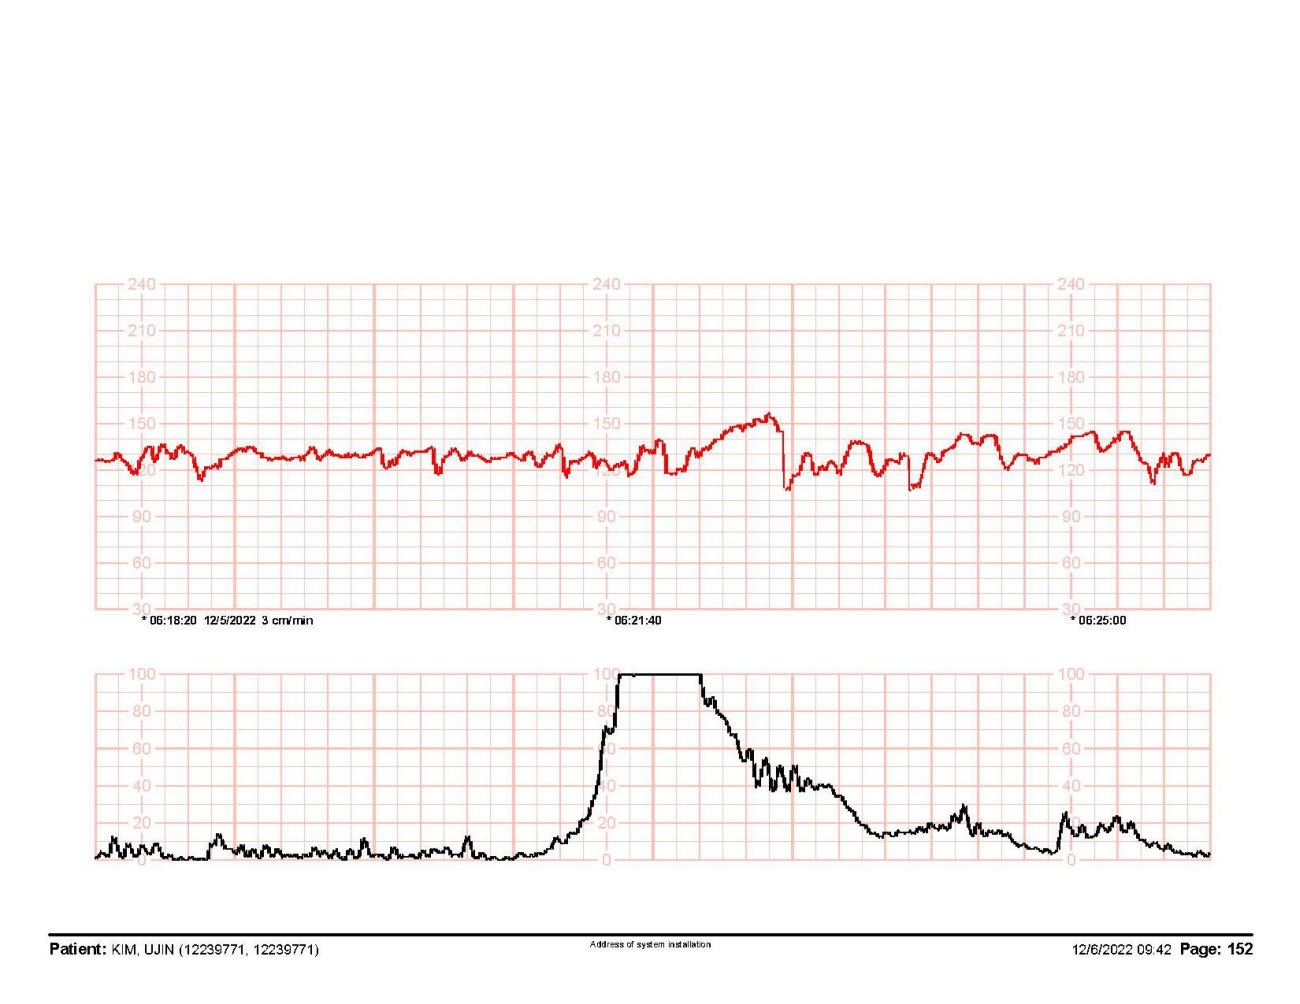 240 240 240
210 210 210
180 180 180
150 150 150
120 120 120
90 90 90
60 60 60
30 30 30
* 06:18:20 12/5/2022 3 cm/min * 06:21:40 * 06:25:00
100 100 100
80 80 80
60 60 60
40 40 40
20 20 20
0 0 0
Patient: KIM, UJIN (12239771, 12239771) Address of system installation 12/6/2022 09:42 Page: 152